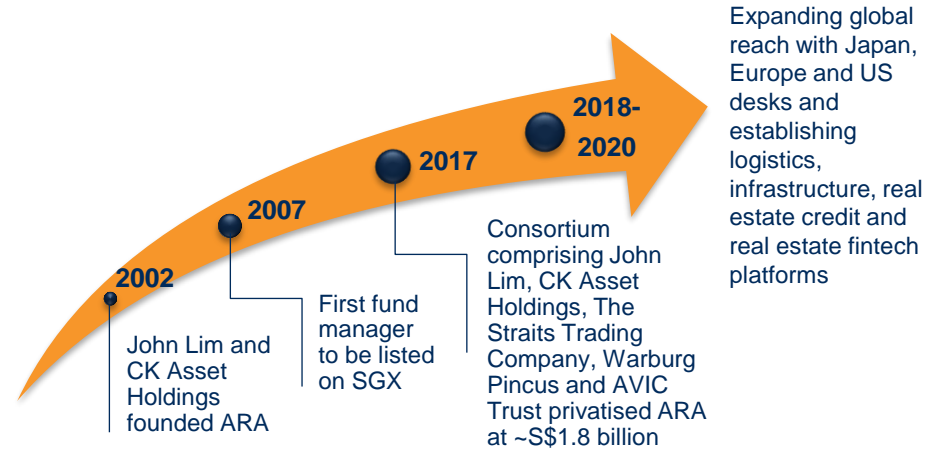 2002
John Lim and
CK Asset
Holdings
founded ARA
2007
First fund
manager
to be listed
on SGX
2017
Consortium
comprising John
Lim, CK Asset
Holdings, The
Straits Trading
Company, Warburg
Pincus and AVIC
Trust privatised ARA
at ~S$1.8 billion
2018-
2020
Expanding global
reach with Japan,
Europe and US
desks and
establishing
logistics,
infrastructure, real
estate credit and
real estate fintech
platforms